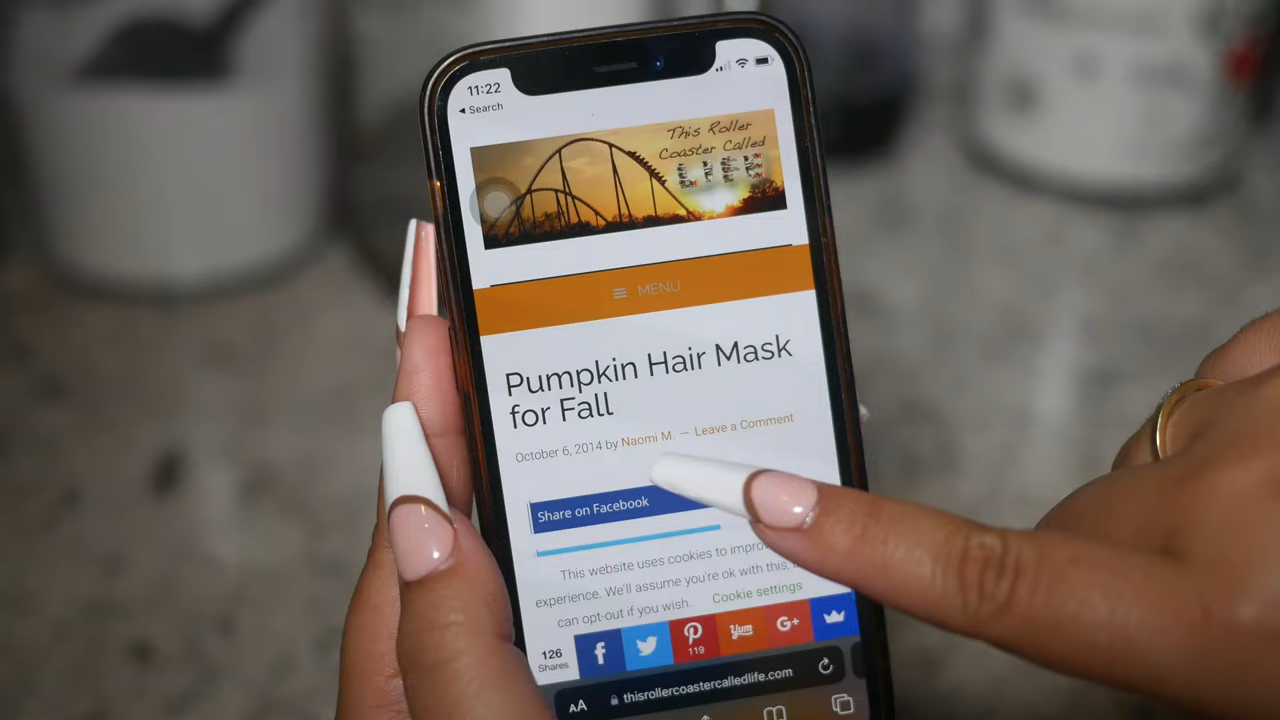 11:22
Search
This Roller
Coaster Called
LIFE
MENU
Pumpkin Hair Mask
for Fall
October 6, 2014 by Naomi M. — Leave a Comment
Share on Facebook
This website uses cookies to improv
experience. We'll assume you're ok with this,
can opt-out if you wish. Cookie settings
126
Shares
f
119
Yum
G+
AA
thisrollercoastercalledlife.com